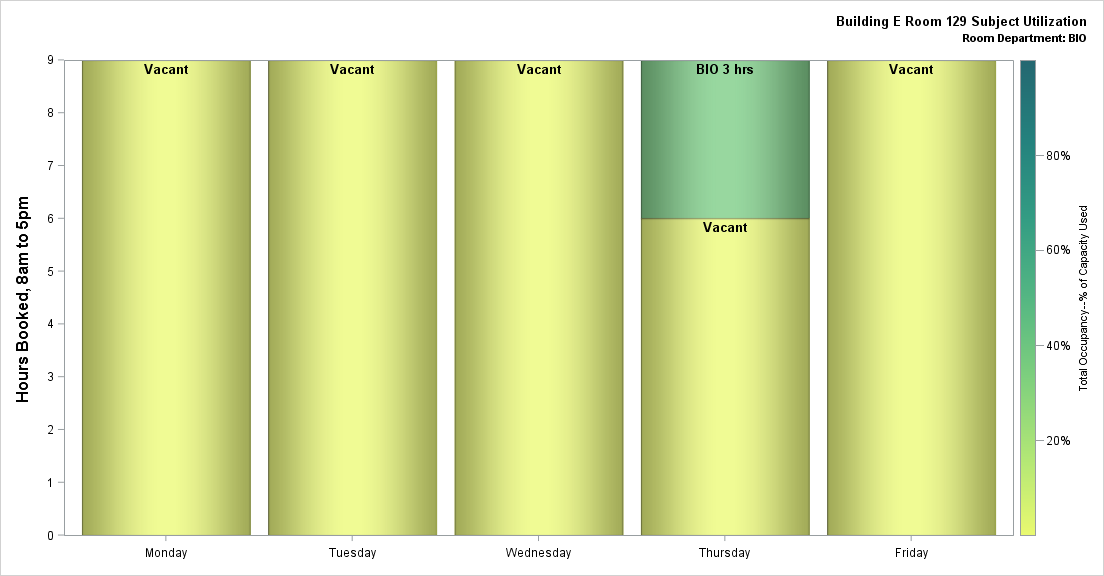 Building E Room 129 Subject Utilization
Room Department: BIO
Hours Booked, 8am to 5pm
9
8
7
6
5
4
3
2
1
0
Vacant
Vacant
Vacant
BIO 3 hrs
Vacant
Vacant
Monday
Tuesday
Wednesday
Thursday
Friday
80%
60%
40%
20%
Total Occupancy--% of Capacity Used